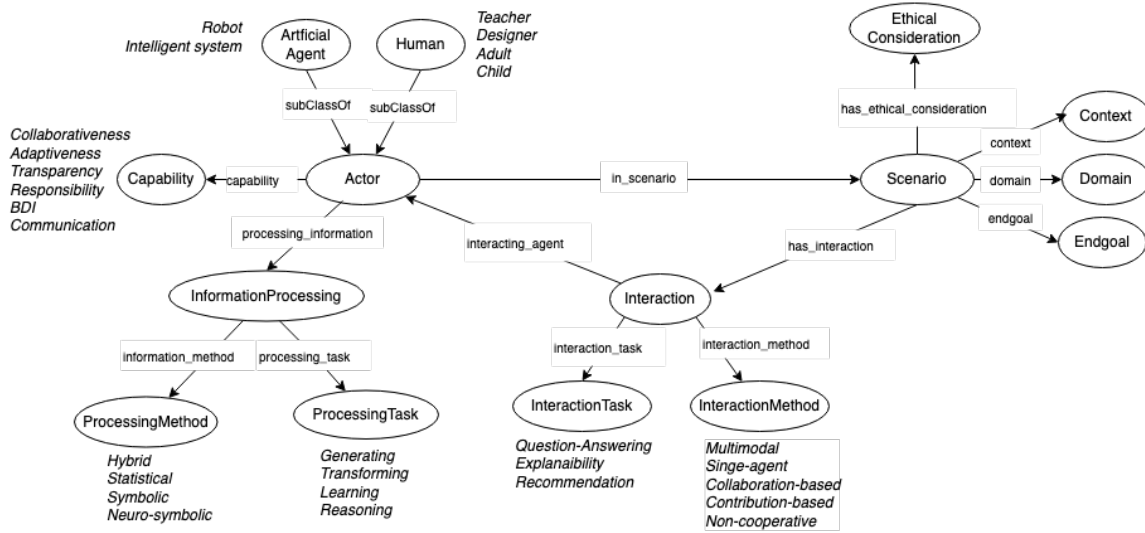 Robot
Intelligent system
Artficial
Agent
Human
Teacher
Designer
Adult
Child
Ethical
Consideration
subClassOf
subClassOf
has_ethical_consideration
Context
context
Collaborativeness
Adaptiveness
Transparency
Responsibility
BDI
Communication
Capability
capability
Actor
in_scenario
Scenario
domain
Domain
endgoal
Endgoal
processing_information
interacting_agent
has_interaction
InformationProcessing
Interaction
information_method
processing_task
interaction_task
interaction_method
ProcessingMethod
ProcessingTask
InteractionTask
InteractionMethod
Hybrid
Statistical
Symbolic
Neuro-symbolic
Generating
Transforming
Learning
Reasoning
Question-Answering
Explanaibility
Recommendation
Multimodal
Singe-agent
Collaboration-based
Contribution-based
Non-cooperative